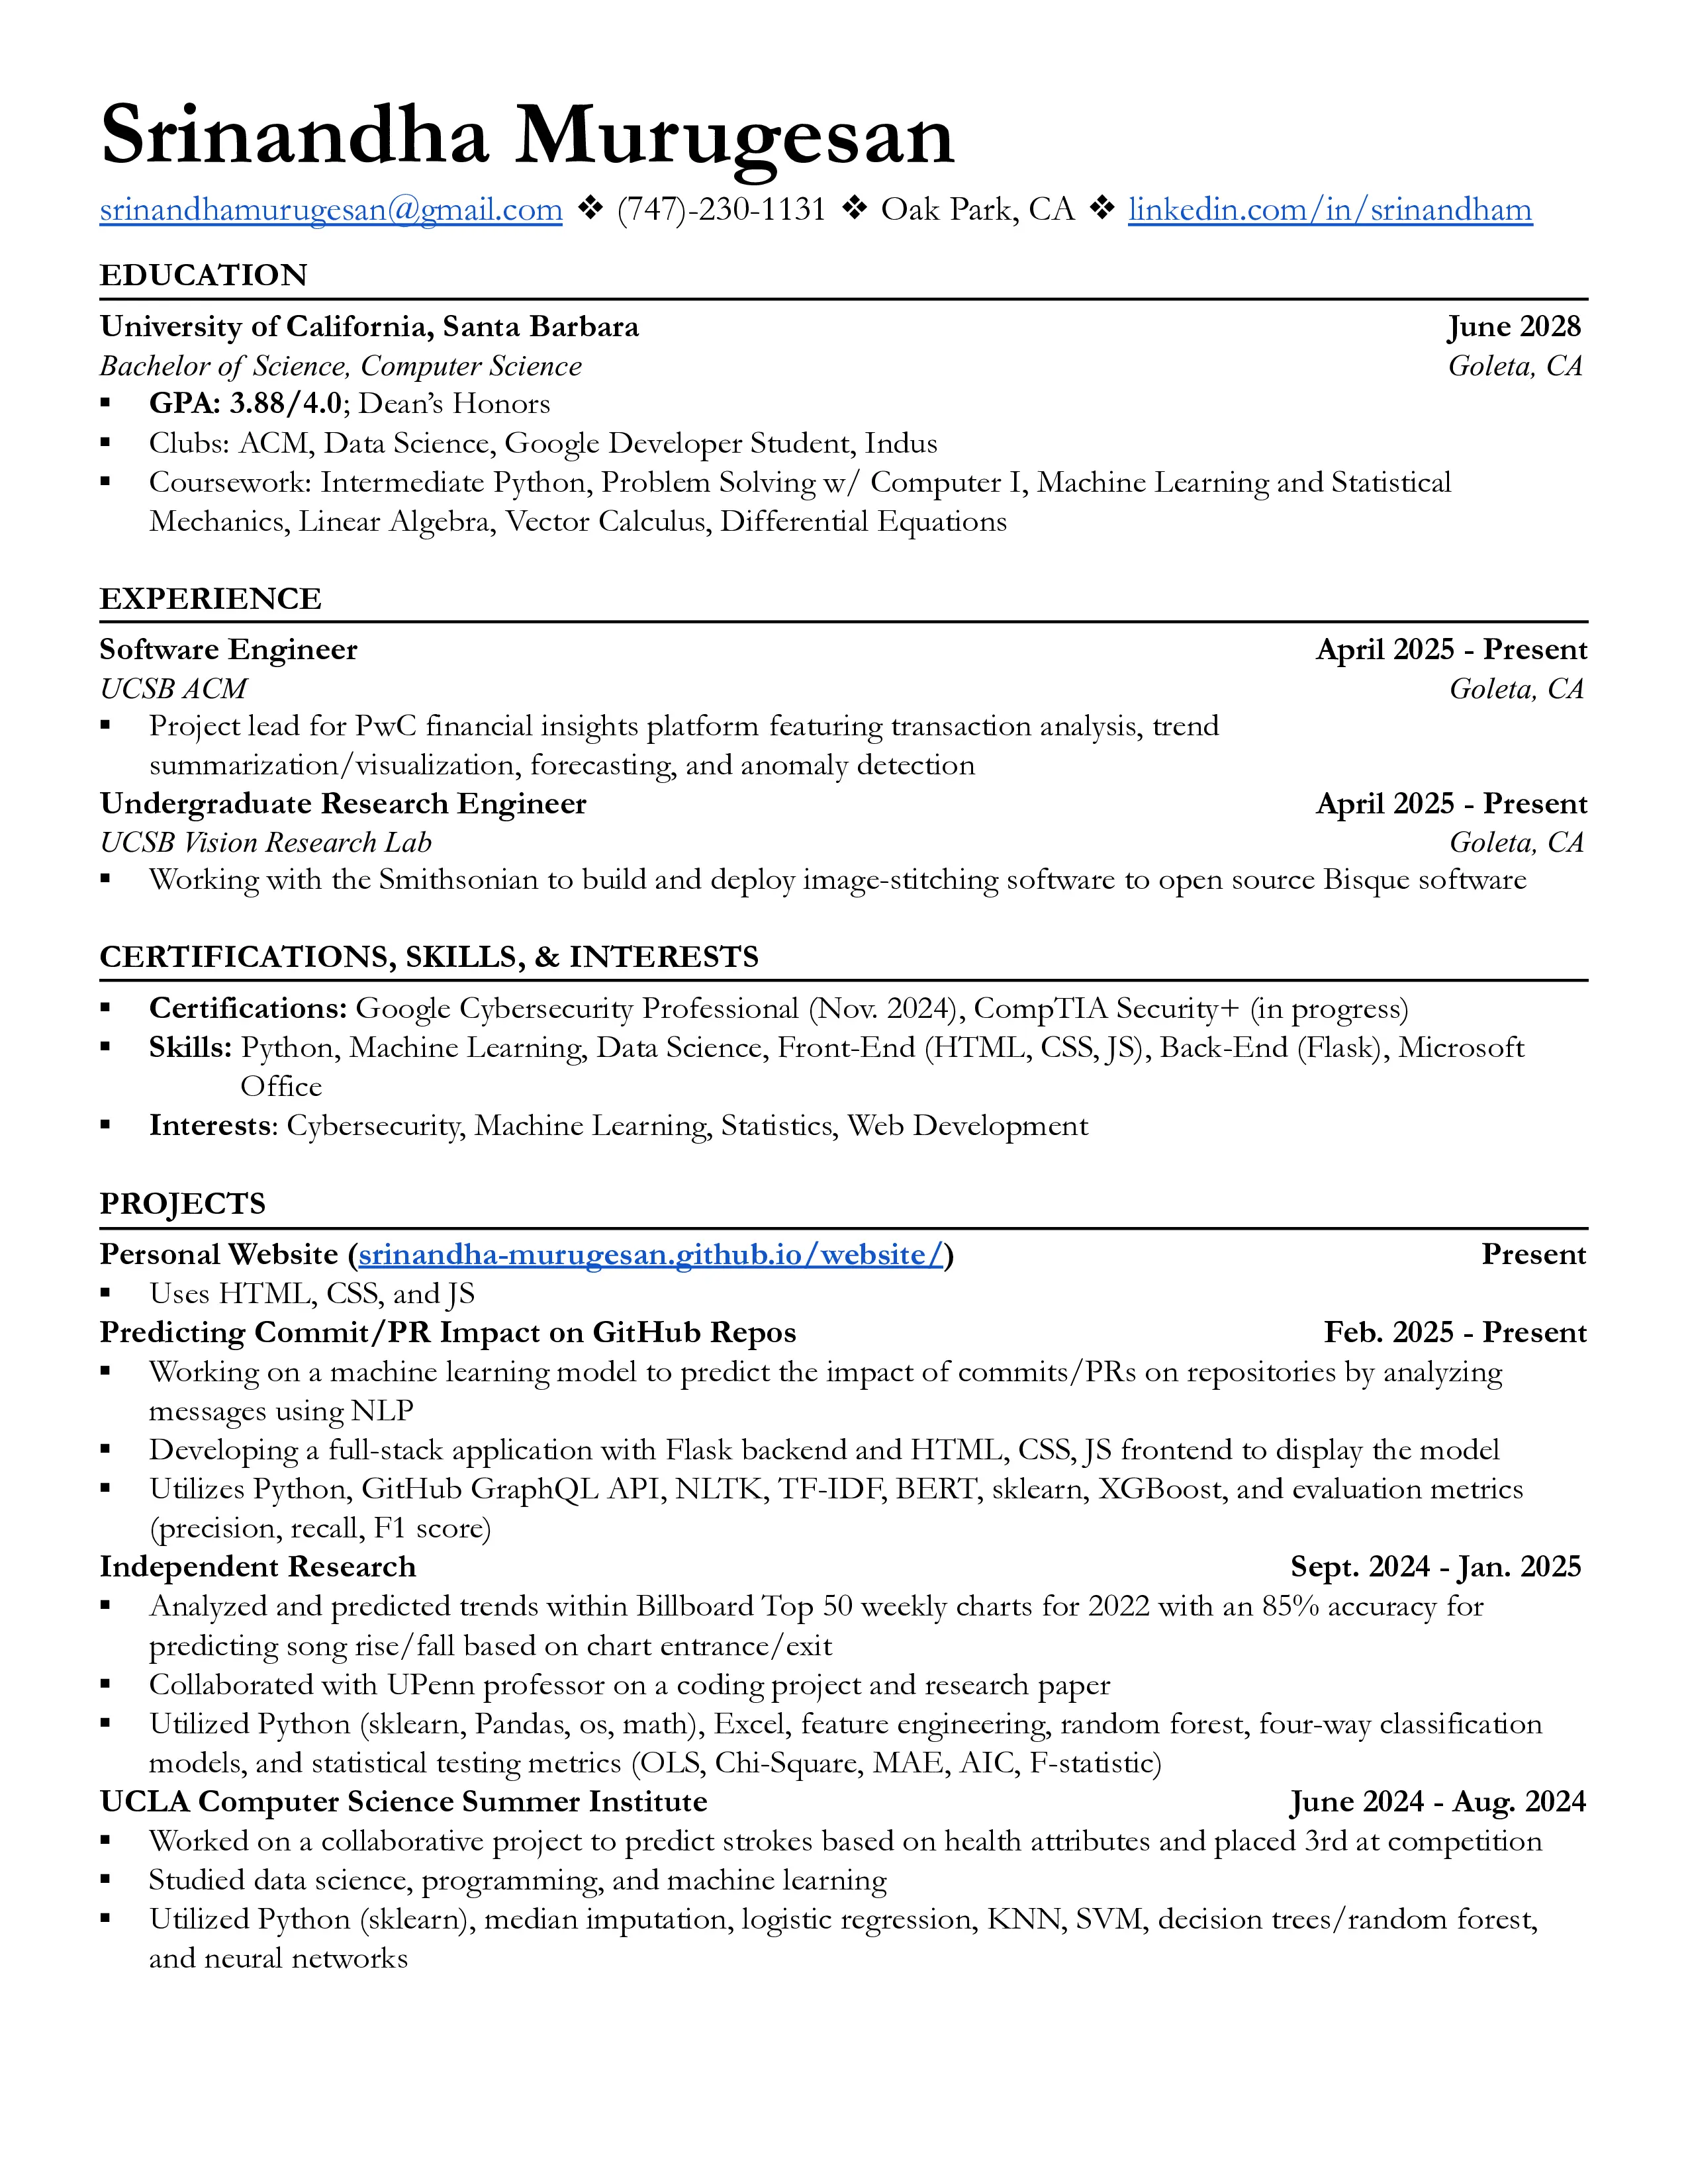 Srinandha Murugesan
srinandhamurugesan@gmail.com ❖ (747)-230-1131 ❖ Oak Park, CA ❖ linkedin.com/in/srinandham
EDUCATION
University of California, Santa Barbara June 2028
Bachelor of Science, Computer Science Goleta, CA
▪ GPA: 3.88/4.0; Dean’s Honors
▪ Clubs: ACM, Data Science, Google Developer Student, Indus
▪ Coursework: Intermediate Python, Problem Solving w/ Computer I, Machine Learning and Statistical
Mechanics, Linear Algebra, Vector Calculus, Differential Equations
EXPERIENCE
Software Engineer April 2025 - Present
UCSB ACM Goleta, CA
▪ Project lead for PwC financial insights platform featuring transaction analysis, trend
summarization/visualization, forecasting, and anomaly detection
Undergraduate Research Engineer April 2025 - Present
UCSB Vision Research Lab Goleta, CA
▪ Working with the Smithsonian to build and deploy image-stitching software to open source Bisque software
CERTIFICATIONS, SKILLS, & INTERESTS
▪ Certifications: Google Cybersecurity Professional (Nov. 2024), CompTIA Security+ (in progress)
▪ Skills: Python, Machine Learning, Data Science, Front-End (HTML, CSS, JS), Back-End (Flask), Microsoft
Office
▪ Interests: Cybersecurity, Machine Learning, Statistics, Web Development
PROJECTS
Personal Website (srinandha-murugesan.github.io/website/) Present
▪ Uses HTML, CSS, and JS
Predicting Commit/PR Impact on GitHub Repos Feb. 2025 - Present
▪ Working on a machine learning model to predict the impact of commits/PRs on repositories by analyzing
messages using NLP
▪ Developing a full-stack application with Flask backend and HTML, CSS, JS frontend to display the model
▪ Utilizes Python, GitHub GraphQL API, NLTK, TF-IDF, BERT, sklearn, XGBoost, and evaluation metrics
(precision, recall, F1 score)
Independent Research Sept. 2024 - Jan. 2025
▪ Analyzed and predicted trends within Billboard Top 50 weekly charts for 2022 with an 85% accuracy for
predicting song rise/fall based on chart entrance/exit
▪ Collaborated with UPenn professor on a coding project and research paper
▪ Utilized Python (sklearn, Pandas, os, math), Excel, feature engineering, random forest, four-way classification
models, and statistical testing metrics (OLS, Chi-Square, MAE, AIC, F-statistic)
UCLA Computer Science Summer Institute June 2024 - Aug. 2024
▪ Worked on a collaborative project to predict strokes based on health attributes and placed 3rd at competition
▪ Studied data science, programming, and machine learning
▪ Utilized Python (sklearn), median imputation, logistic regression, KNN, SVM, decision trees/random forest,
and neural networks